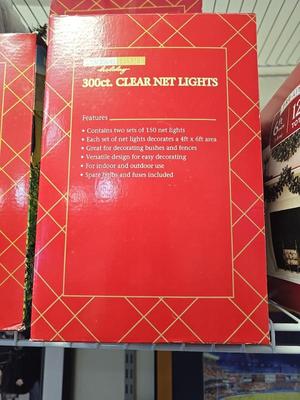 holiday
300ct. CLEAR NET LIGHTS
Features
• Contains two sets of 150 net lights
• Each set of net lights decorates a 4ft x 6ft area
• Great for decorating bushes and fences
• Versatile design for easy decorating
• For indoor and outdoor use
• Spare bulbs and fuses included